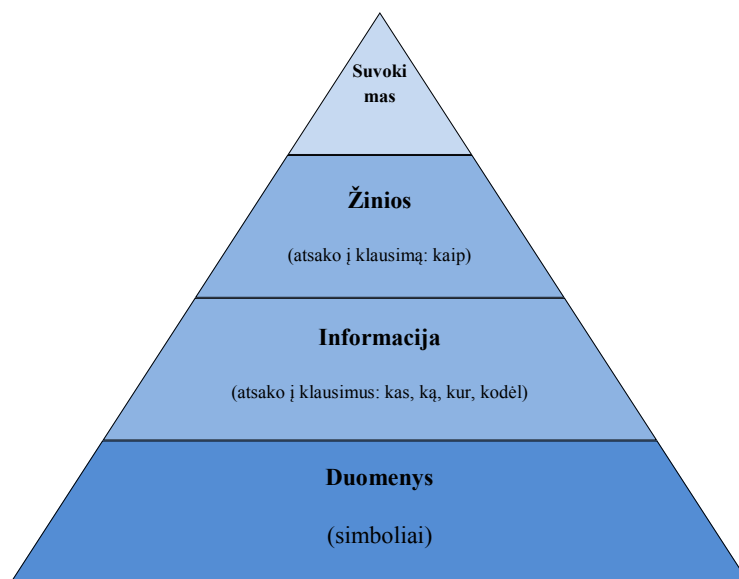 Suvoki
mas
Žinios
(atsako į klausimą: kaip)
Informacija
(atsako į klausimus: kas, ką, kur, kodėl)
Duomenys
(simboliai)